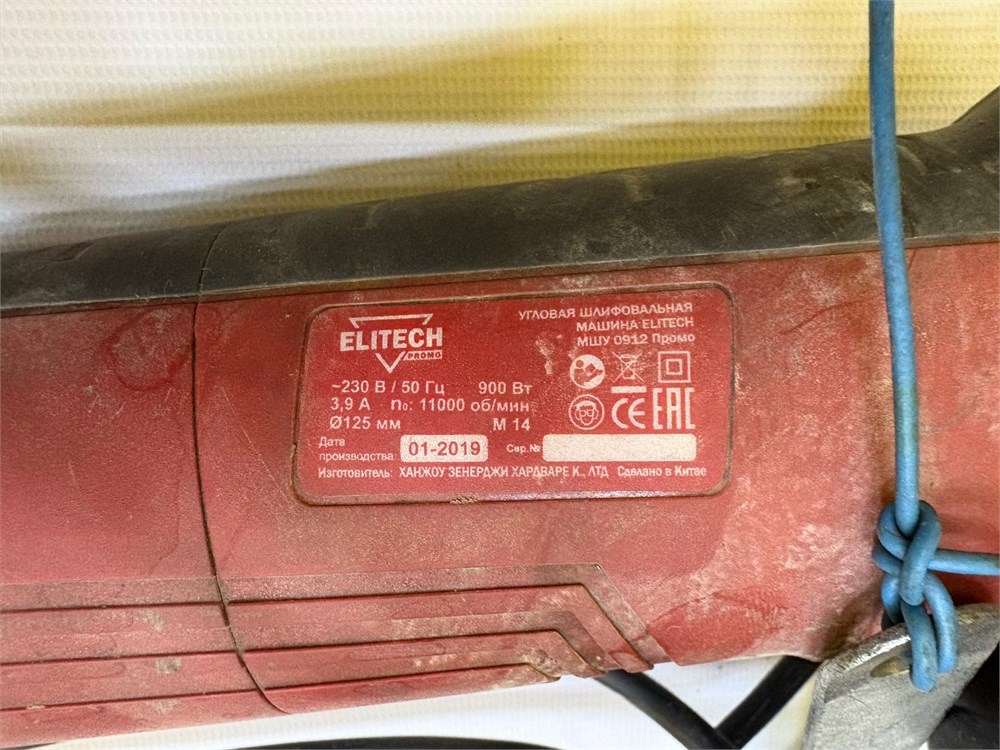 ELITECH
PROMO
УГЛОВАЯ ШЛИФОВАЛЬНАЯ
МАШИНА ELITECH
МШУ 0912 Промо
~230 В / 50 Гц 900 Вт
3,9 А n₀: 11000 об/мин
Ø125 мм М 14
CE EAC
Дата
производства: 01-2019 Сер.№
Изготовитель: ХАНЖОУ ЗЕНЕРДЖИ ХАРДВАРЕ К., ЛТД Сделано в Китае